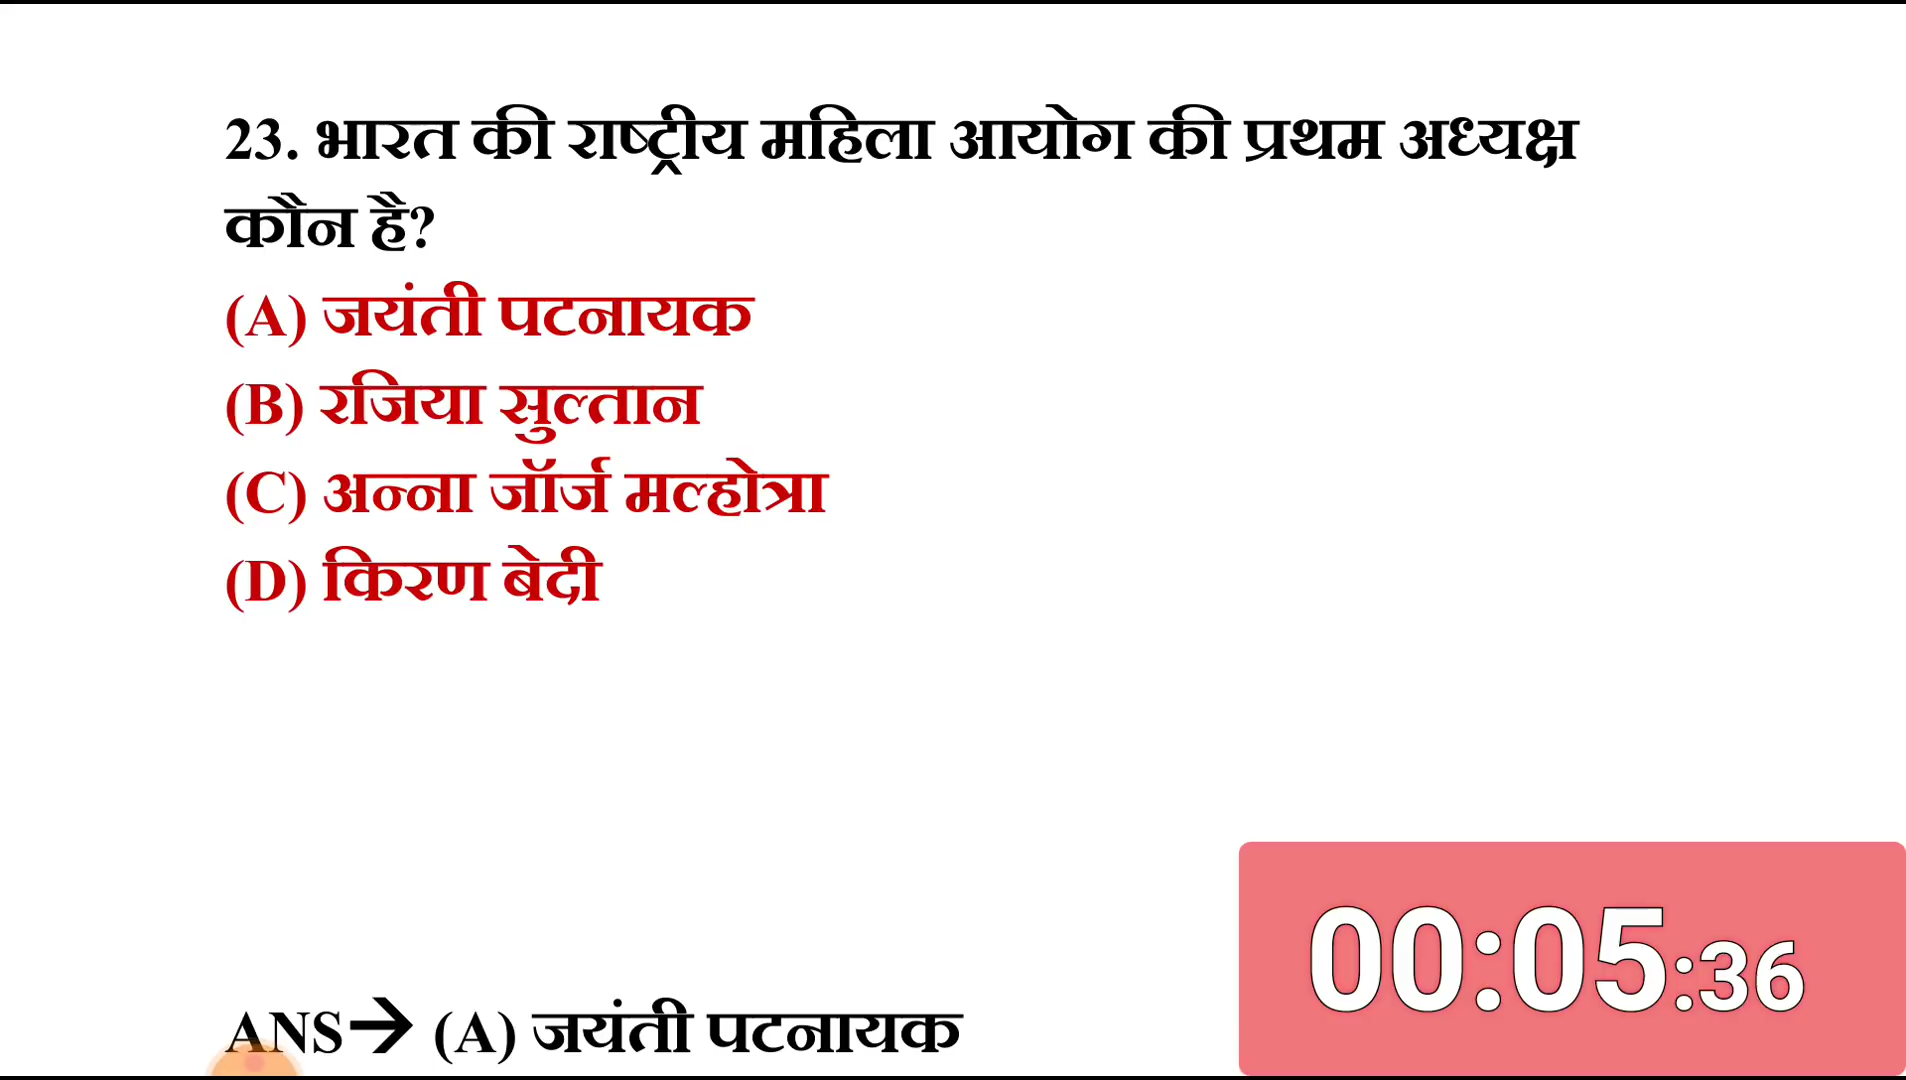 23. भारत की राष्ट्रीय महिला आयोग की प्रथम अध्यक्ष
कौन है?
(A) जयंती पटनायक
(B) रजिया सुल्तान
(C) अन्ना जॉर्ज मल्होत्रा
(D) किरण बेदी
ANS→ (A) जयंती पटनायक
00:05:36